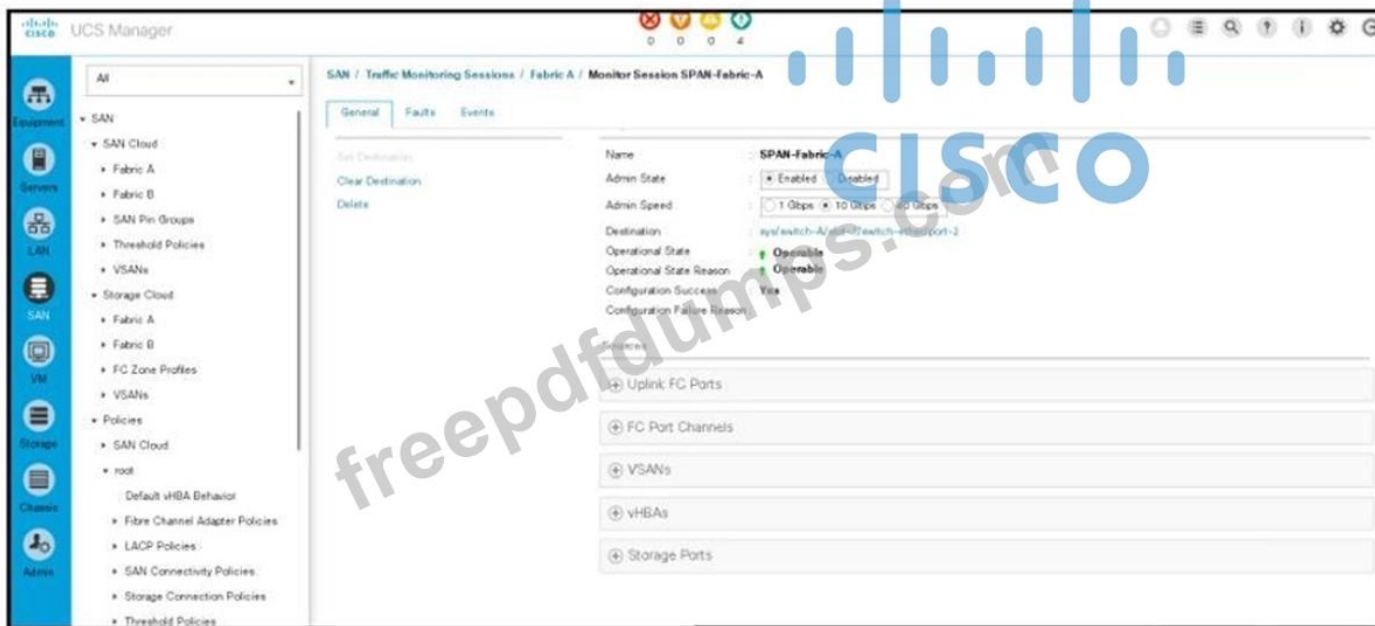 CISCO UCS Manager
0 0 0 4
All
SAN / Traffic Monitoring Sessions / Fabric A / Monitor Session SPAN-Fabric-A
General Faults Events
Equipment
Servers
LAN
SAN
VM
Storage
Chassis
Admin
SAN
SAN Cloud
Fabric A
Fabric B
SAN Pin Groups
Threshold Policies
VSANs
Storage Cloud
Fabric A
Fabric B
FC Zone Profiles
VSANs
Policies
SAN Cloud
root
Default vHBA Behavior
Fibre Channel Adapter Policies
LACP Policies
SAN Connectivity Policies
Storage Connection Policies
Threshold Policies
Set Destination
Clear Destination
Delete
Name : SPAN-Fabric-A
Admin State : Enabled Disabled
Admin Speed : 1 Gbps 10 Gbps 40 Gbps
Destination :
Operational State : Operable
Operational State Reason : Operable
Configuration Success : Yes
Configuration Failure Reason :
Sources
Uplink FC Ports
FC Port Channels
VSANs
vHBAs
Storage Ports
CISCO
freepdfdumps.com